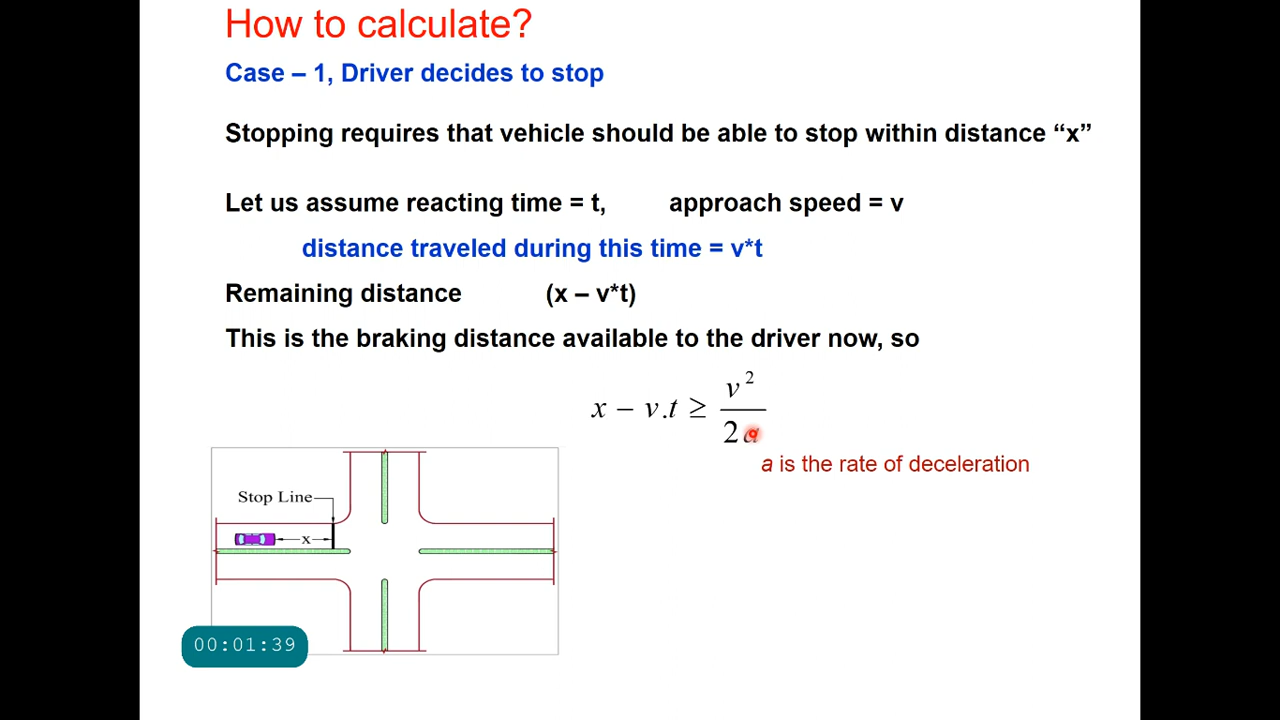 How to calculate?
Case – 1, Driver decides to stop
Stopping requires that vehicle should be able to stop within distance “x”
Let us assume reacting time = t, approach speed = v
distance traveled during this time = v*t
Remaining distance (x – v*t)
This is the braking distance available to the driver now, so
x – v.t ≥ v² / 2a
a is the rate of deceleration
Stop Line
x
00:01:39